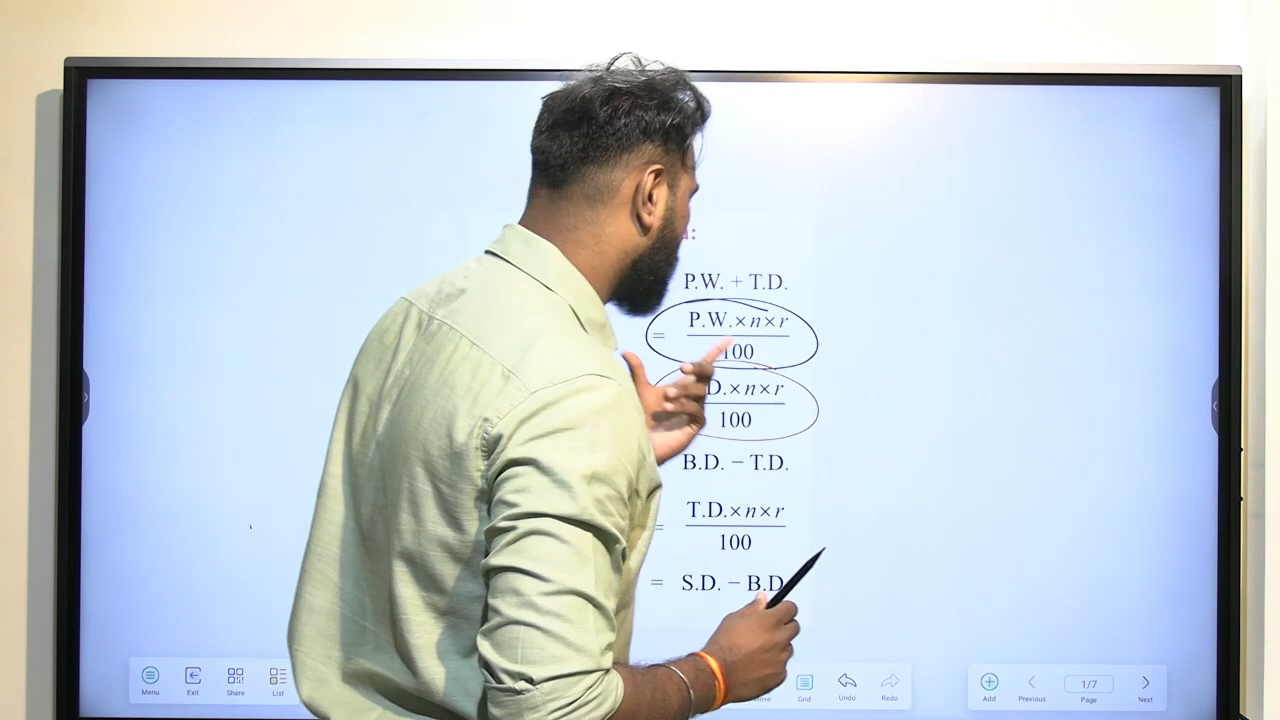 P.W. + T.D.
= P.W. × n × r
100
D. × n × r
100
B.D. − T.D.
= T.D. × n × r
100
= S.D. − B.D.
Menu Exit Share List Grid Undo Redo Add Previous 1/7 Page Next